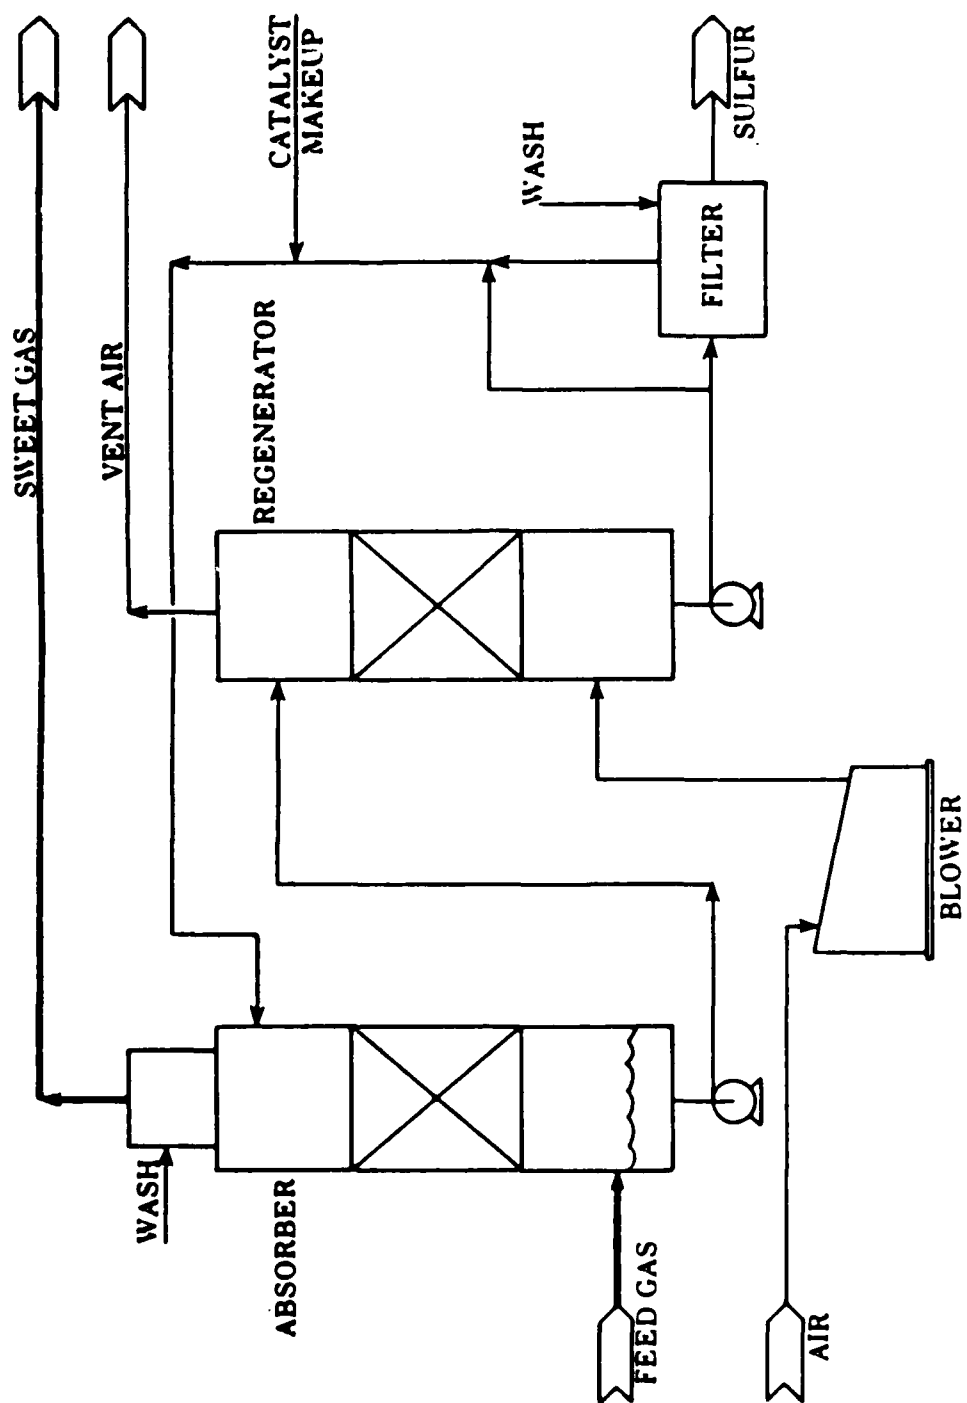 SWEET GAS
VENT AIR
CATALYST
MAKEUP
WASH
REGENERATOR
WASH
ABSORBER
FILTER
SULFUR
FEED GAS
AIR
BLOWER